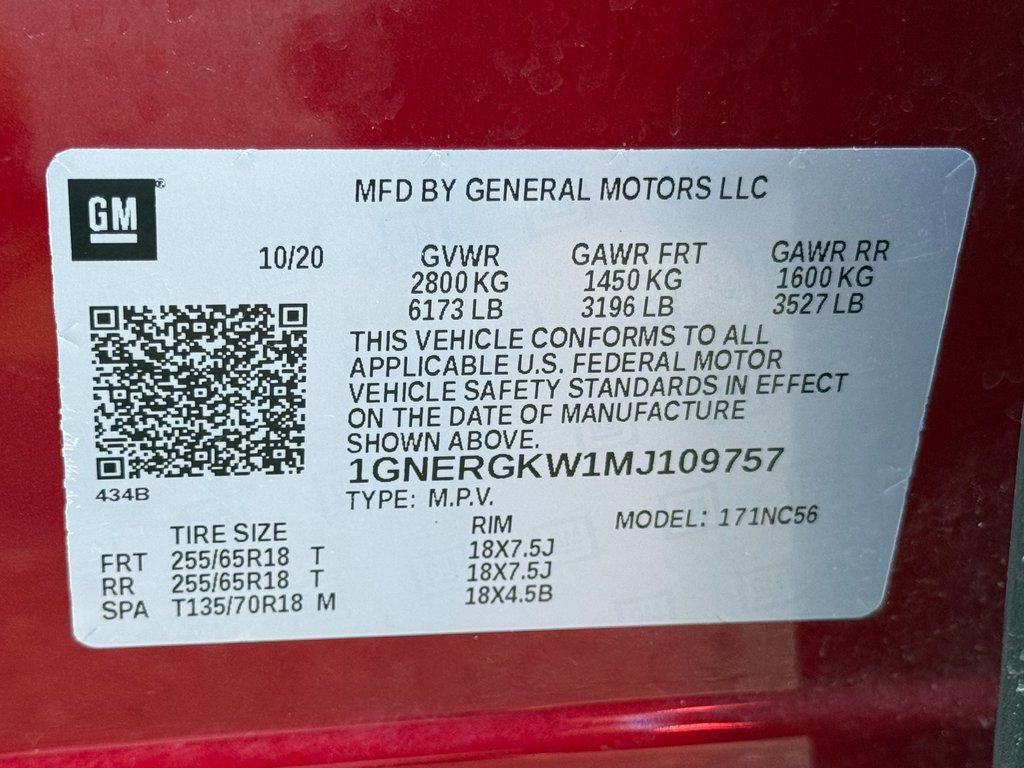 GM
MFD BY GENERAL MOTORS LLC
10/20 GVWR GAWR FRT GAWR RR
2800 KG 1450 KG 1600 KG
6173 LB 3196 LB 3527 LB
THIS VEHICLE CONFORMS TO ALL
APPLICABLE U.S. FEDERAL MOTOR
VEHICLE SAFETY STANDARDS IN EFFECT
ON THE DATE OF MANUFACTURE
SHOWN ABOVE.
1GNERGKW1MJ109757
434B
TYPE: M.P.V. MODEL: 171NC56
TIRE SIZE RIM
FRT 255/65R18 T 18X7.5J
RR 255/65R18 T 18X7.5J
SPA T135/70R18 M 18X4.5B